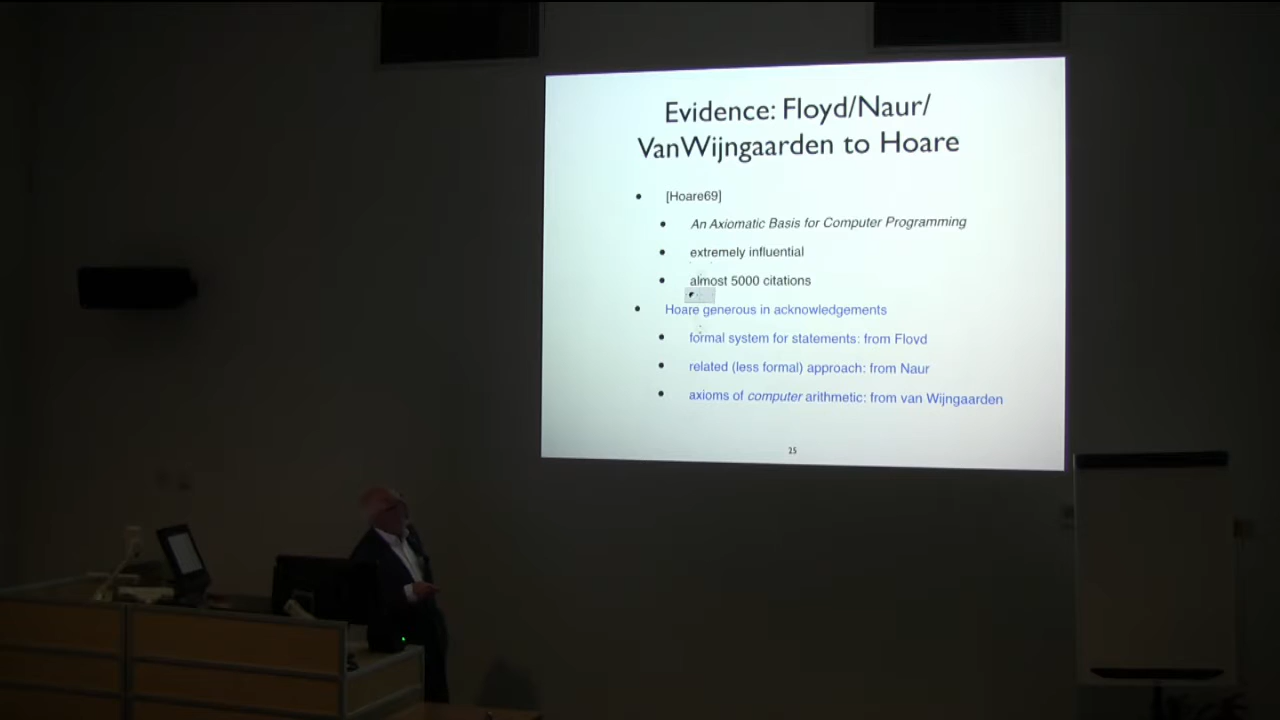 Evidence: Floyd/Naur/
VanWijngaarden to Hoare
[Hoare69]
An Axiomatic Basis for Computer Programming
extremely influential
almost 5000 citations
Hoare generous in acknowledgements
formal system for statements: from Floyd
related (less formal) approach: from Naur
axioms of computer arithmetic: from van Wijngaarden
25